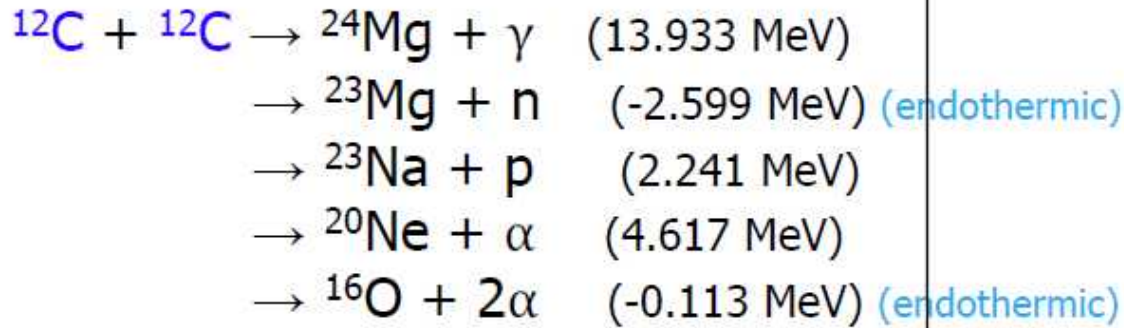 ¹²C + ¹²C → ²⁴Mg + γ (13.933 MeV)
→ ²³Mg + n (-2.599 MeV) (endothermic)
→ ²³Na + p (2.241 MeV)
→ ²⁰Ne + α (4.617 MeV)
→ ¹⁶O + 2α (-0.113 MeV) (endothermic)